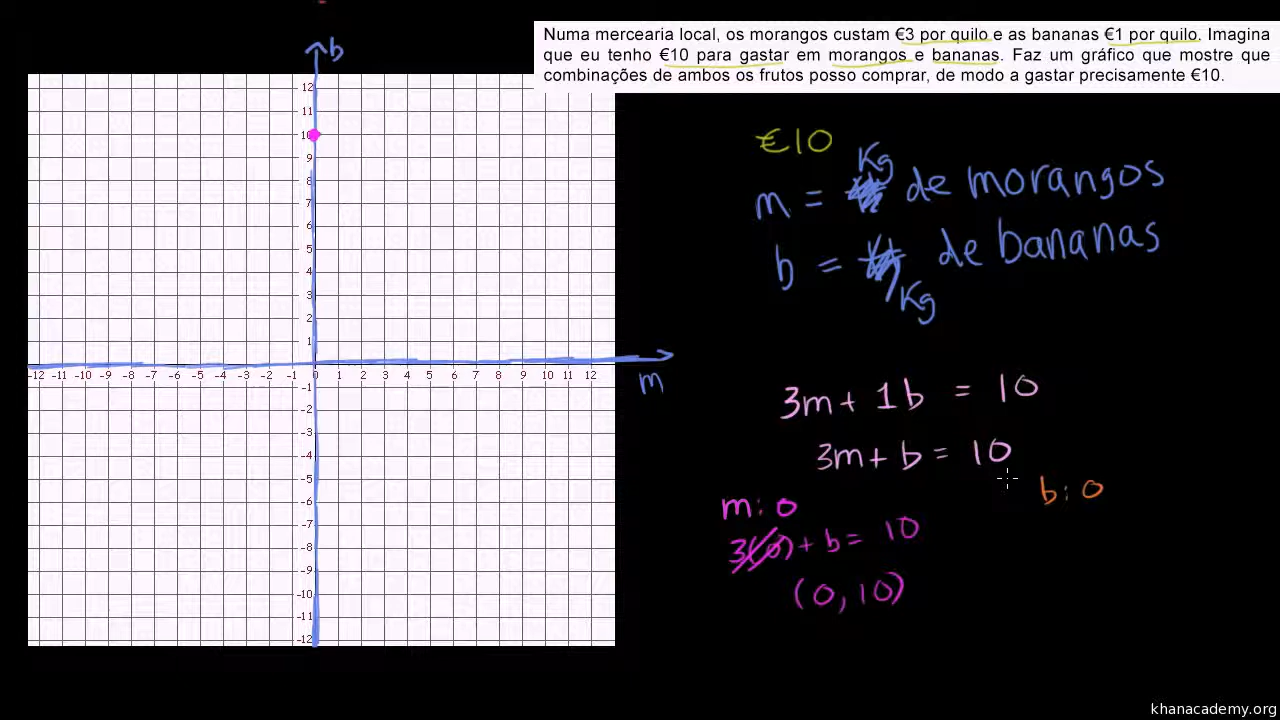 Numa mercearia local, os morangos custam €3 por quilo e as bananas €1 por quilo. Imagina
que eu tenho €10 para gastar em morangos e bananas. Faz um gráfico que mostre que
combinações de ambos os frutos posso comprar, de modo a gastar precisamente €10.
b
12
11
10
9
8
7
6
5
4
3
2
1
-12 -11 -10 -9 -8 -7 -6 -5 -4 -3 -2 -1 0 1 2 3 4 5 6 7 8 9 10 11 12
m
-1
-2
-3
-4
-5
-6
-7
-8
-9
-10
-11
-12
€10
m = Kg de morangos
b = Kg de bananas
3m + 1b = 10
3m + b = 10
b: 0
m: 0
3(0) + b = 10
(0, 10)
khanacademy.org